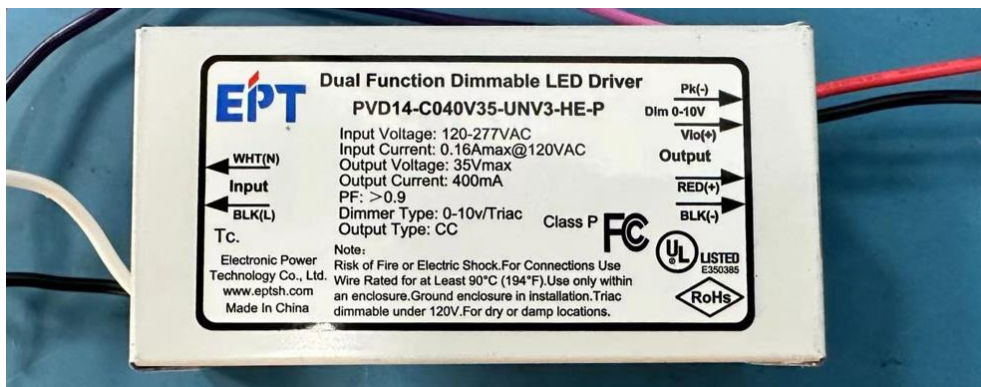 EPT
Dual Function Dimmable LED Driver
PVD14-C040V35-UNV3-HE-P
Input Voltage: 120-277VAC
Input Current: 0.16Amax@120VAC
Output Voltage: 35Vmax
Output Current: 400mA
PF: >0.9
Dimmer Type: 0-10v/Triac
Output Type: CC
Class P
FC
WHT(N)
Input
BLK(L)
Tc.
Electronic Power
Technology Co., Ltd.
www.eptsh.com
Made In China
Note:
Risk of Fire or Electric Shock.For Connections Use
Wire Rated for at Least 90°C (194°F).Use only within
an enclosure.Ground enclosure in installation.Triac
dimmable under 120V.For dry or damp locations.
Pk(-)
Dim 0-10V
Vio(+)
Output
RED(+)
BLK(-)
UL
®
LISTED
E350385
RoHs